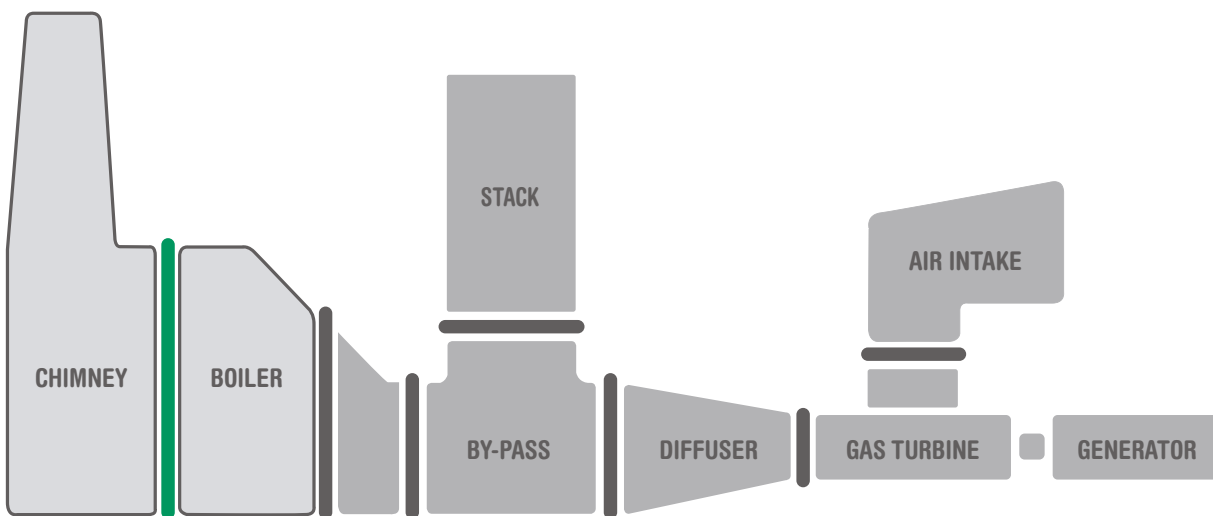 STACK
AIR INTAKE
CHIMNEY
BOILER
BY-PASS
DIFFUSER
GAS TURBINE
GENERATOR